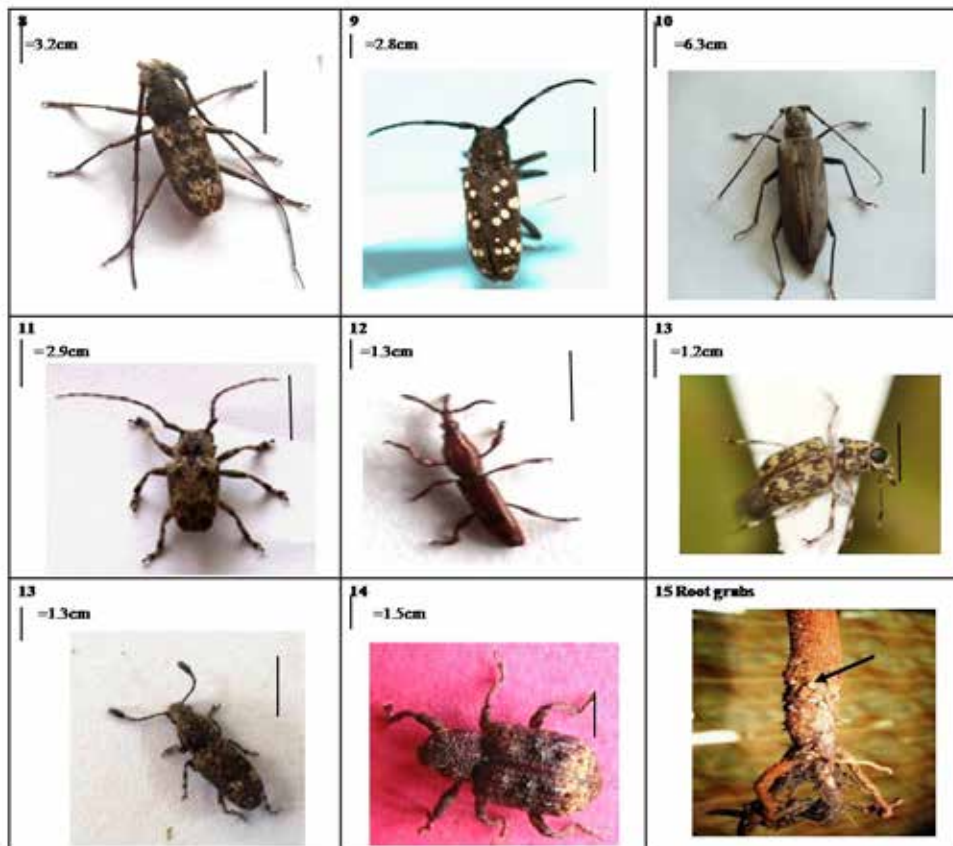 8
=3.2cm
9
=2.8cm
10
=6.3cm
11
=2.9cm
12
=1.3cm
13
=1.2cm
13
=1.3cm
14
=1.5cm
15 Root grubs